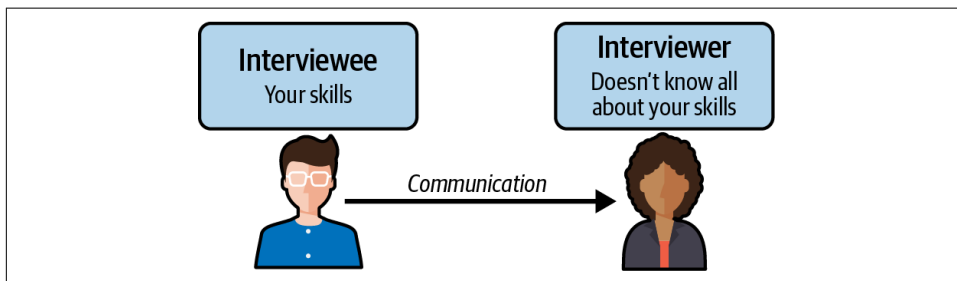 Interviewee
Your skills
Interviewer
Doesn't know all
about your skills
Communication